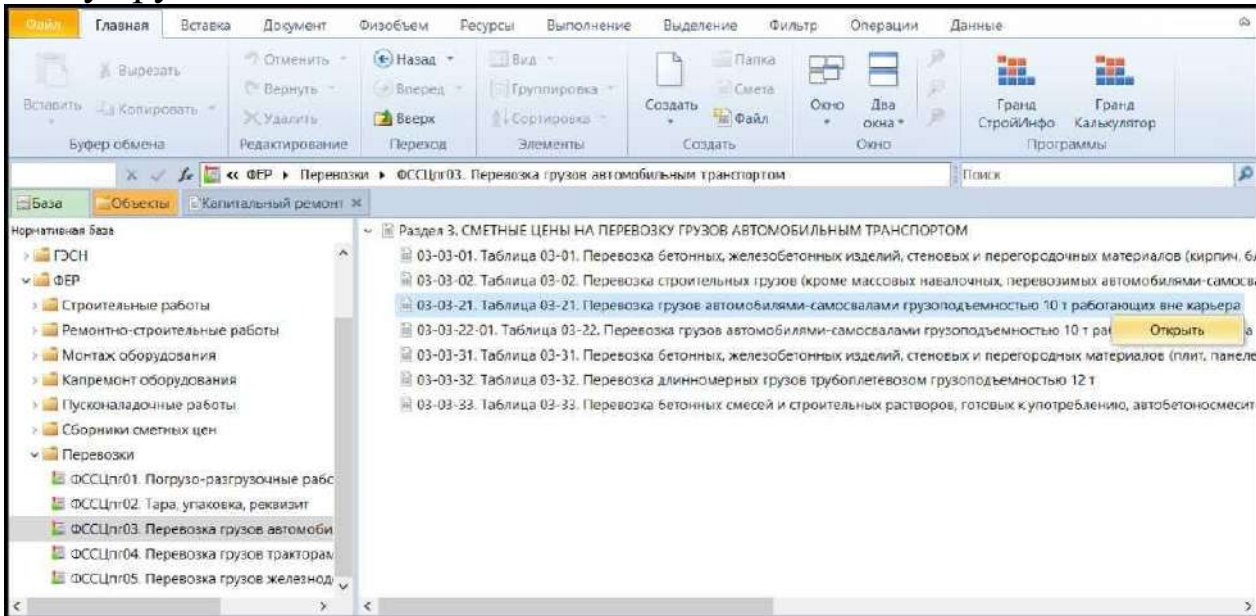 Файл Главная Вставка Документ Физобъем Ресурсы Выполнение Выделение Фильтр Операции Данные
Вставить Вырезать Копировать
Буфер обмена
Отменить
Вернуть
Удалить
Редактирование
Назад
Вперед
Вверх
Переход
Вид
Группировка
Сортировка
Элементы
Создать Папка
Смета
Файл
Создать
Окно Два окна
Окно
Гранд СтройИнфо
Гранд Калькулятор
Программы
fx « ФЕР Перевозки ФССЦпг03. Перевозка грузов автомобильным транспортом
Поиск
База Объекты Капитальный ремонт
Нормативная база
ГЭСН
ФЕР
Строительные работы
Ремонтно-строительные работы
Монтаж оборудования
Капремонт оборудования
Пусконаладочные работы
Сборники сметных цен
Перевозки
ФССЦпг01. Погрузо-разгрузочные рабо
ФССЦпг02. Тара, упаковка, реквизит
ФССЦпг03. Перевозка грузов автомоби
ФССЦпг04. Перевозка грузов тракторам
ФССЦпг05. Перевозка грузов железнод
Раздел 3. СМЕТНЫЕ ЦЕНЫ НА ПЕРЕВОЗКУ ГРУЗОВ АВТОМОБИЛЬНЫМ ТРАНСПОРТОМ
03-03-01. Таблица 03-01. Перевозка бетонных, железобетонных изделий, стеновых и перегородочных материалов (кирпич, бл
03-03-02. Таблица 03-02. Перевозка строительных грузов (кроме массовых навалочных, перевозимых автомобилями-самосва
03-03-21. Таблица 03-21. Перевозка грузов автомобилями-самосвалами грузоподъемностью 10 т работающих вне карьера
03-03-22-01. Таблица 03-22. Перевозка грузов автомобилями-самосвалами грузоподъемностью 10 т ра
Открыть
03-03-31. Таблица 03-31. Перевозка бетонных, железобетонных изделий, стеновых и перегородных материалов (плит, панеле
03-03-32. Таблица 03-32. Перевозка длинномерных грузов трубоплетевозом грузоподъемностью 12 т
03-03-33. Таблица 03-33. Перевозка бетонных смесей и строительных растворов, готовых к употреблению, автобетоносмесит